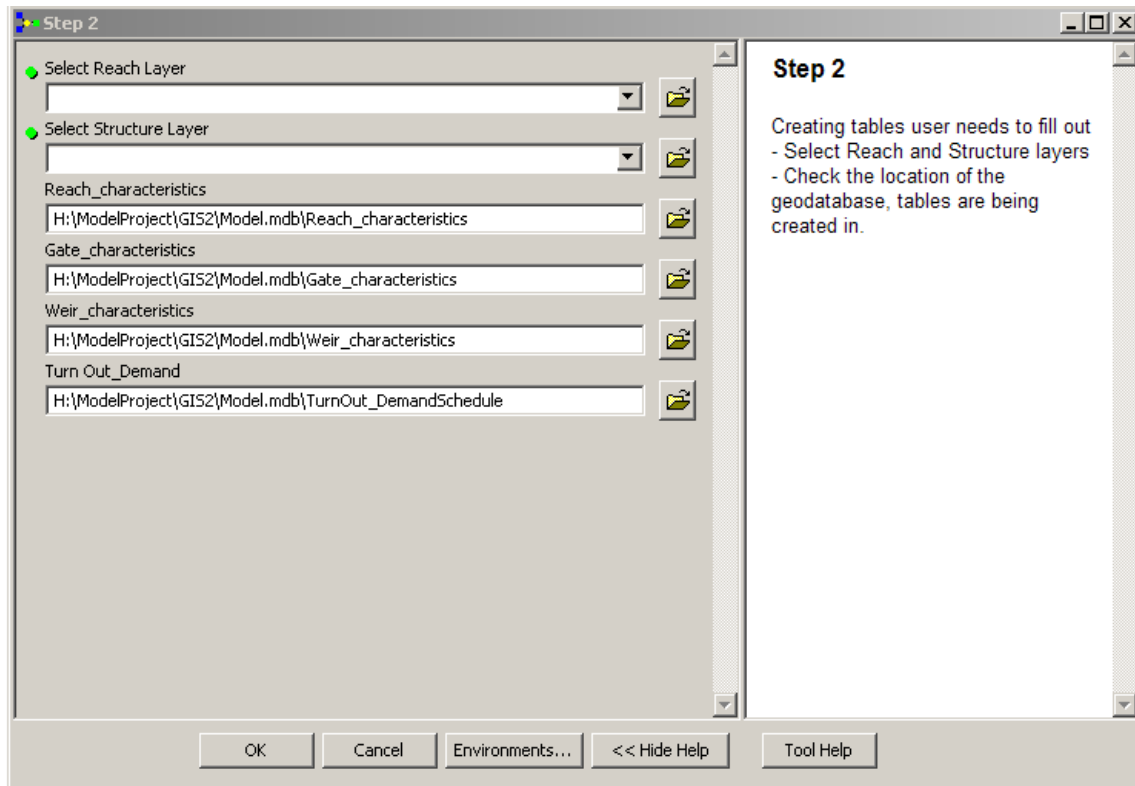 Step 2
Select Reach Layer
Select Structure Layer
Reach_characteristics
H:\ModelProject\GIS2\Model.mdb\Reach_characteristics
Gate_characteristics
H:\ModelProject\GIS2\Model.mdb\Gate_characteristics
Weir_characteristics
H:\ModelProject\GIS2\Model.mdb\Weir_characteristics
Turn Out_Demand
H:\ModelProject\GIS2\Model.mdb\TurnOut_DemandSchedule
Step 2
Creating tables user needs to fill out
- Select Reach and Structure layers
- Check the location of the
geodatabase, tables are being
created in.
OK
Cancel
Environments...
<< Hide Help
Tool Help